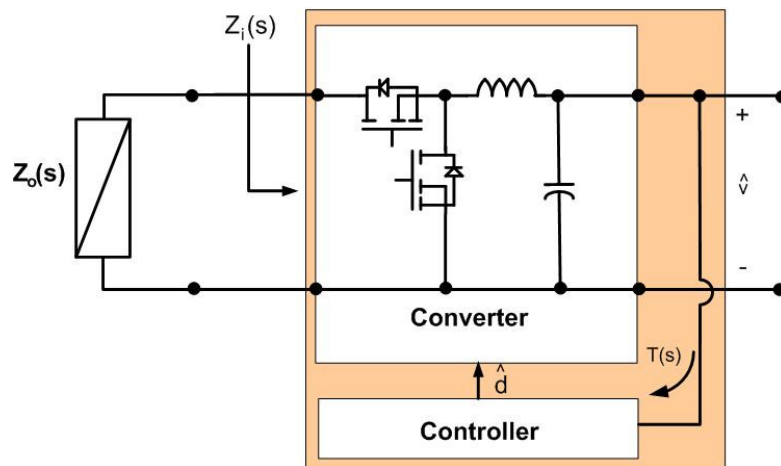 Zi(s)
Zo(s)
+
^
v
-
Converter
T(s)
^
d
Controller